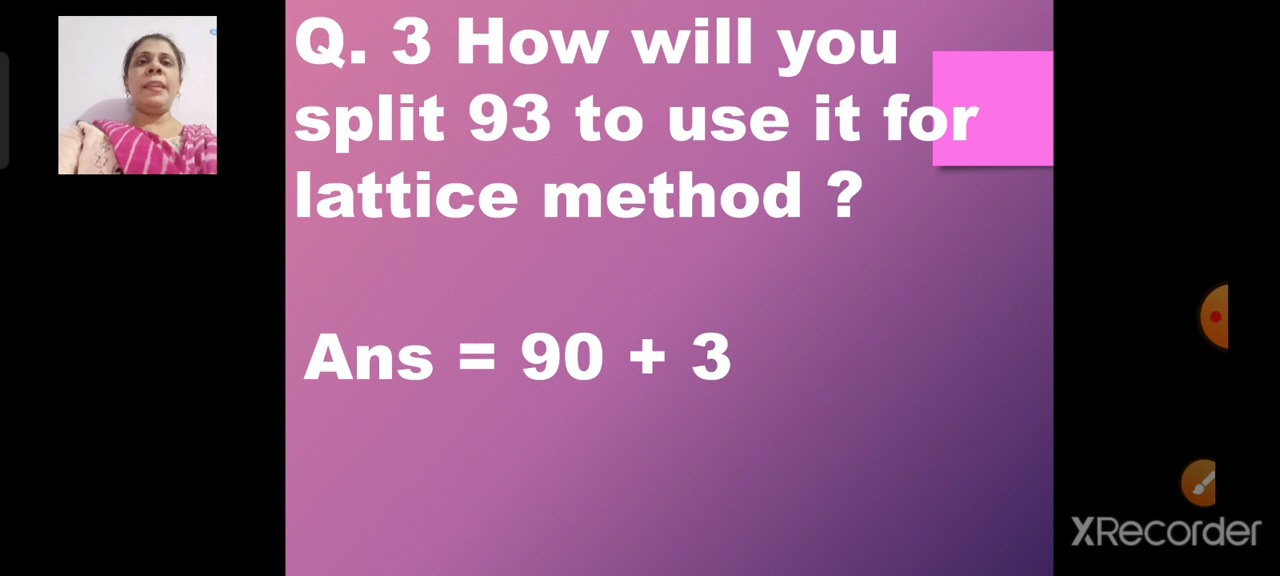 Q. 3 How will you
split 93 to use it for
lattice method ?
Ans = 90 + 3
XRecorder